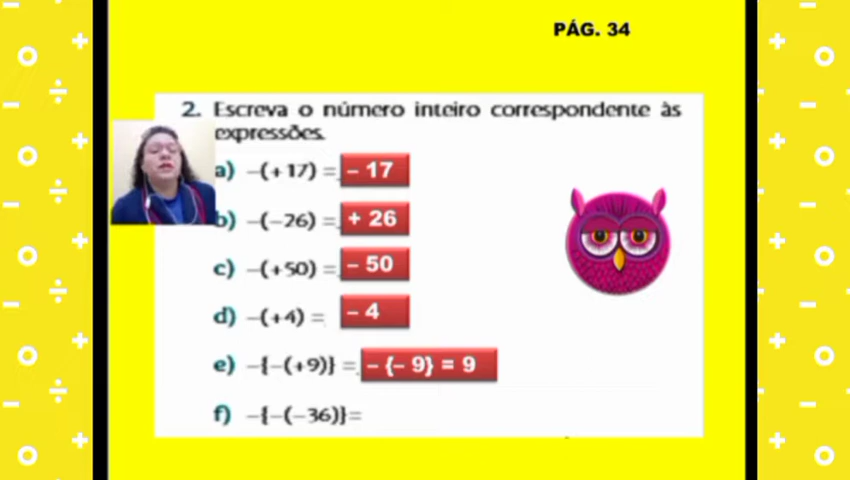 PÁG. 34
2. Escreva o número inteiro correspondente às
expressões.
a) –(+17) = – 17
b) –(–26) = + 26
c) –(+50) = – 50
d) –(+4) = – 4
e) –{–(+9)} = – {– 9} = 9
f) –{–(–36)}=